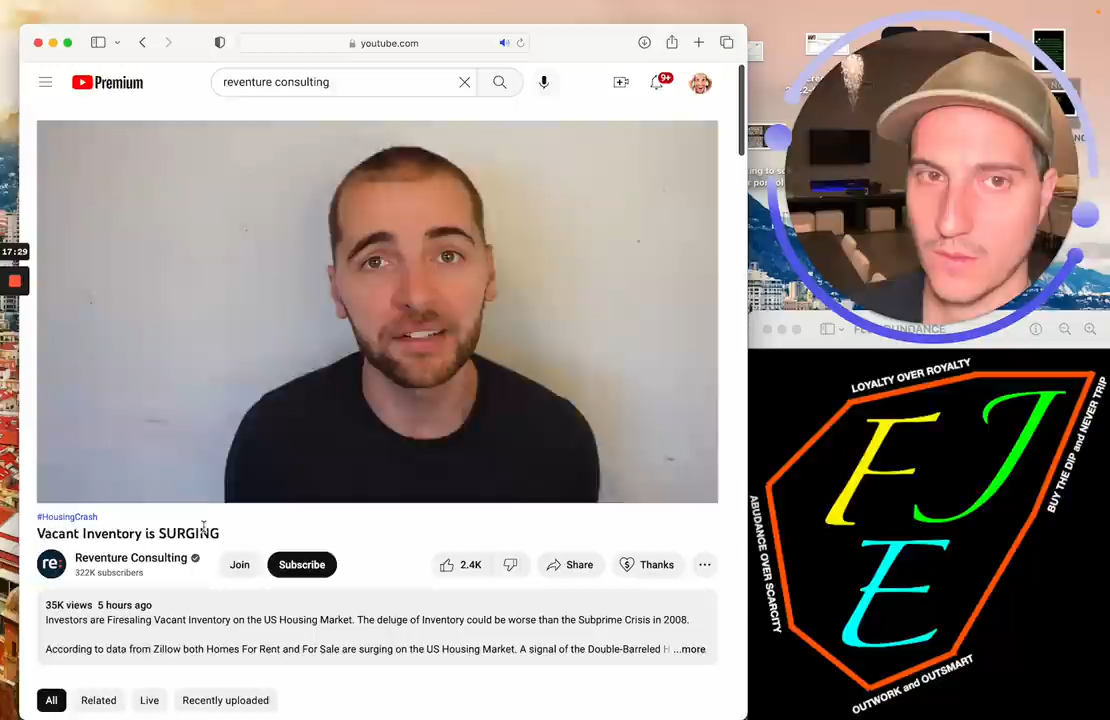 youtube.com
Premium
reventure consulting
9+
17:29
#HousingCrash
Vacant Inventory is SURGING
re:
Reventure Consulting
322K subscribers
Join
Subscribe
2.4K
Share
Thanks
35K views 5 hours ago
Investors are Firesaling Vacant Inventory on the US Housing Market. The deluge of Inventory could be worse than the Subprime Crisis in 2008.
According to data from Zillow both Homes For Rent and For Sale are surging on the US Housing Market. A signal of the Double-Barreled H ...more
All
Related
Live
Recently uploaded
LOYALTY OVER ROYALTY
BUY THE DIP and NEVER TRIP
ABUDANCE OVER SCARCITY
OUTWORK and OUTSMART
F J
E